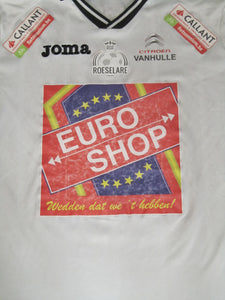 CALLANT
CALLANT
Joma
CITROËN
VANHULLE
ROESELARE
EURO
SHOP
Wedden dat we 't hebben!